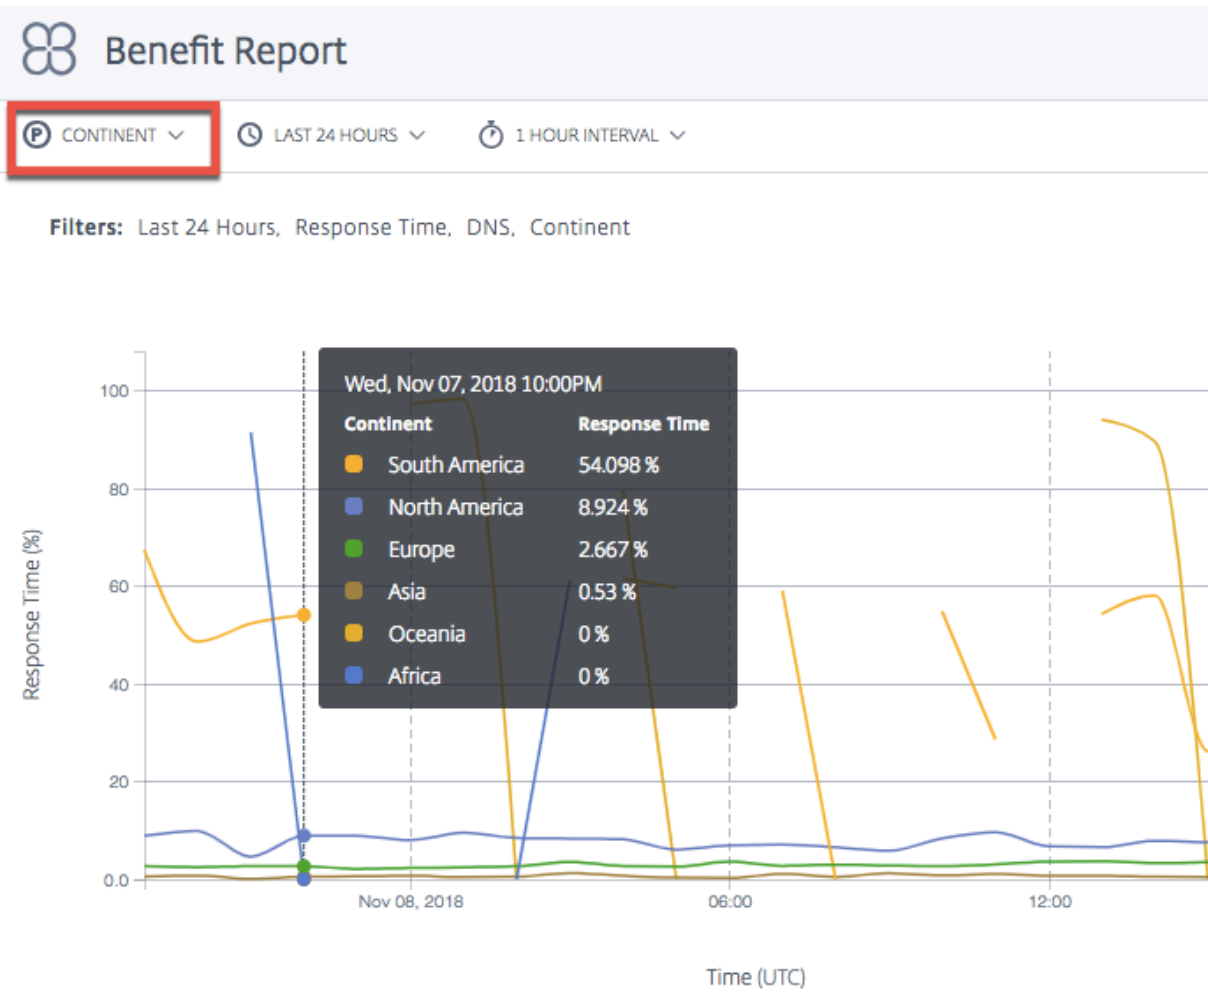 Benefit Report
P CONTINENT LAST 24 HOURS 1 HOUR INTERVAL
Filters: Last 24 Hours, Response Time, DNS, Continent
Wed, Nov 07, 2018 10:00PM
Continent Response Time
South America 54.098 %
North America 8.924 %
Europe 2.667 %
Asia 0.53 %
Oceania 0 %
Africa 0 %
100
80
60
40
20
0.0
Response Time (%)
Nov 08, 2018 06:00 12:00
Time (UTC)